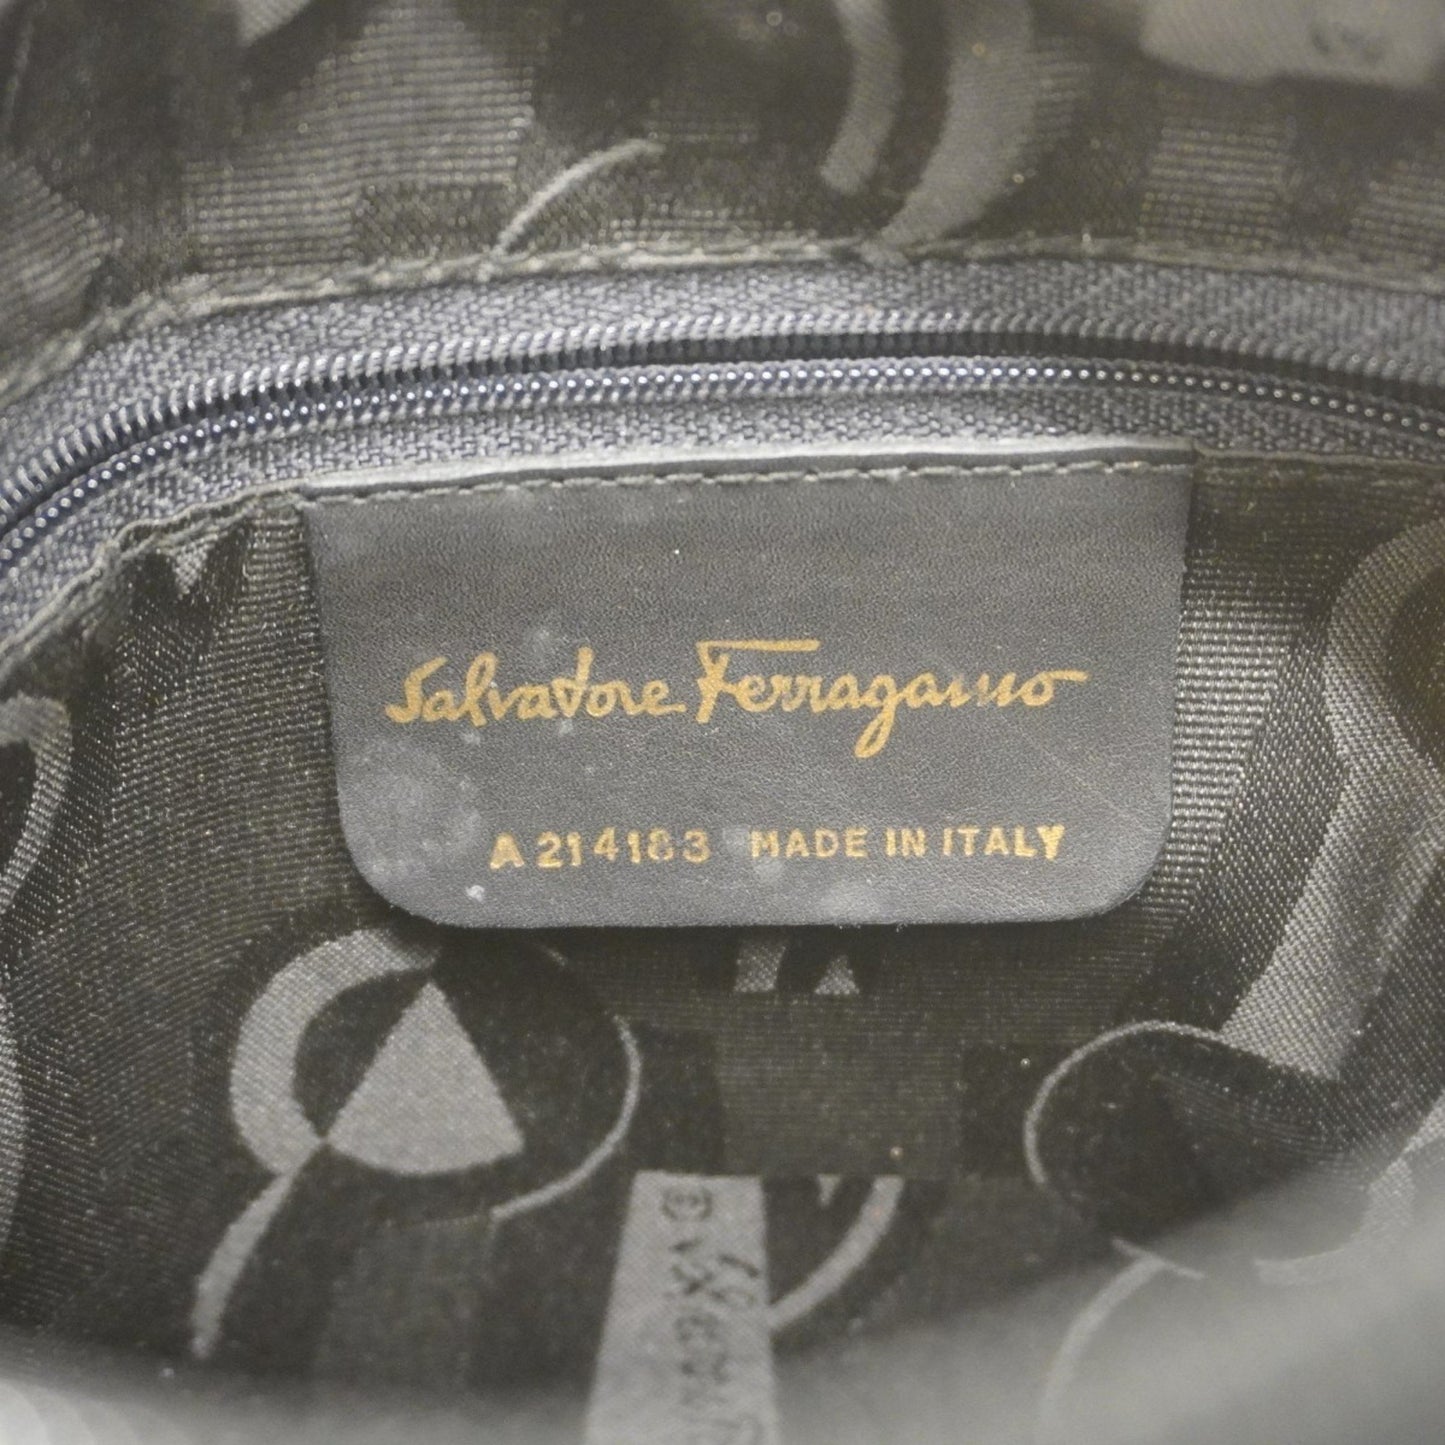 Salvatore Ferragamo
A 214183 MADE IN ITALY